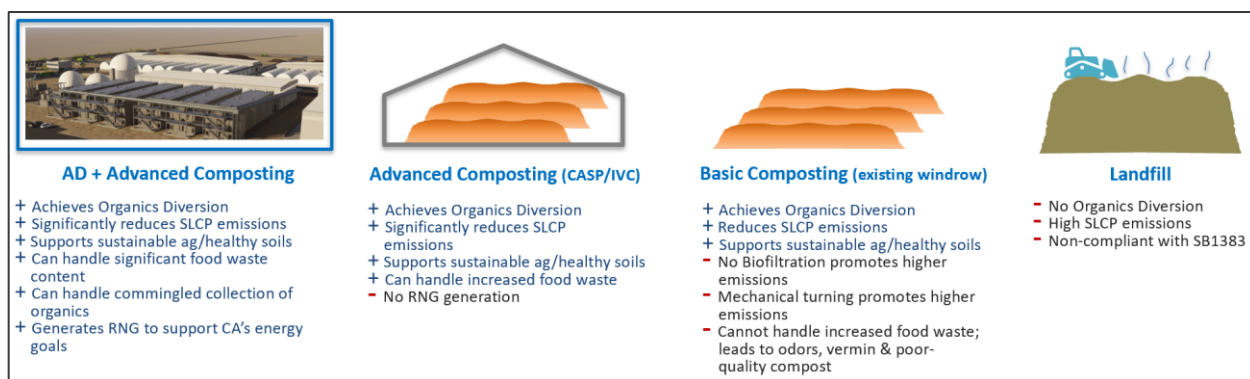 AD + Advanced Composting
+ Achieves Organics Diversion
+ Significantly reduces SLCP emissions
+ Supports sustainable ag/healthy soils
+ Can handle significant food waste
content
+ Can handle commingled collection of
organics
+ Generates RNG to support CA's energy
goals
Advanced Composting (CASP/IVC)
+ Achieves Organics Diversion
+ Significantly reduces SLCP
emissions
+ Supports sustainable ag/healthy soils
+ Can handle increased food waste
- No RNG generation
Basic Composting (existing windrow)
+ Achieves Organics Diversion
+ Reduces SLCP emissions
+ Supports sustainable ag/healthy soils
- No Biofiltration promotes higher
emissions
- Mechanical turning promotes higher
emissions
- Cannot handle increased food waste;
leads to odors, vermin & poor-
quality compost
Landfill
- No Organics Diversion
- High SLCP emissions
- Non-compliant with SB1383